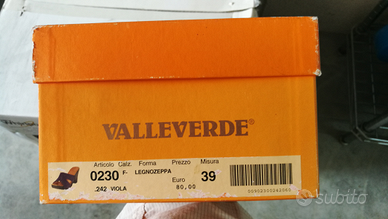 VALLEVERDE®
Articolo Calz. Forma Prezzo Misura
0230 F- LEGNOZEPPA Euro 39
.242 VIOLA 80,00
subito